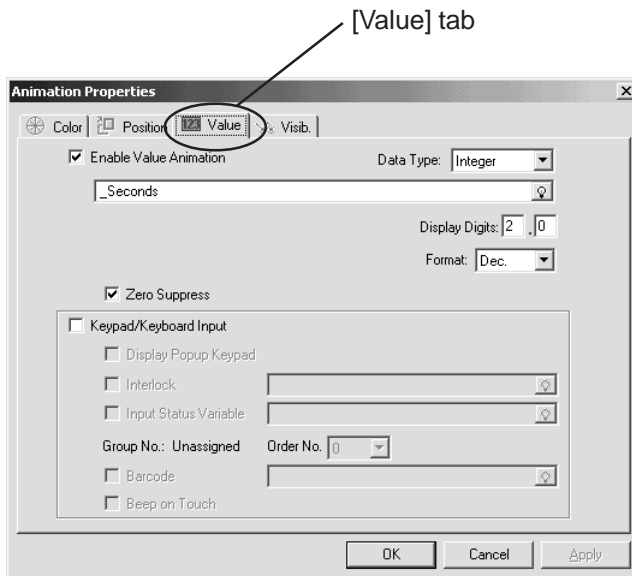 [Value] tab
Animation Properties
Color Position 123 Value Visib.
Enable Value Animation Data Type: Integer
_Seconds
Display Digits: 2 . 0
Format: Dec.
Zero Suppress
Keypad/Keyboard Input
Display Popup Keypad
Interlock
Input Status Variable
Group No.: Unassigned Order No. 0
Barcode
Beep on Touch
OK Cancel Apply